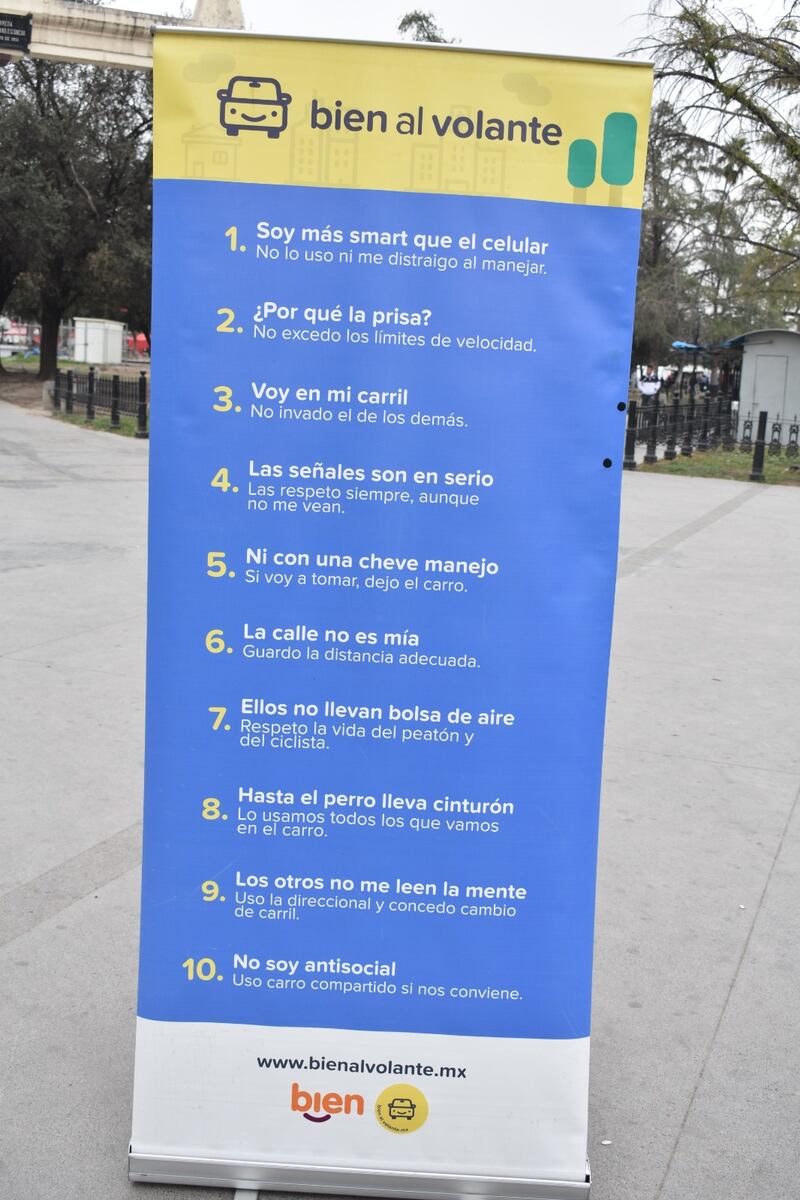 bien al volante
1. Soy más smart que el celular
No lo uso ni me distraigo al manejar.
2. ¿Por qué la prisa?
No excedo los límites de velocidad.
3. Voy en mi carril
No invado el de los demás.
4. Las señales son en serio
Las respeto siempre, aunque
no me vean.
5. Ni con una cheve manejo
Si voy a tomar, dejo el carro.
6. La calle no es mía
Guardo la distancia adecuada.
7. Ellos no llevan bolsa de aire
Respeto la vida del peatón y
del ciclista.
8. Hasta el perro lleva cinturón
Lo usamos todos los que vamos
en el carro.
9. Los otros no me leen la mente
Uso la direccional y concedo cambio
de carril.
10. No soy antisocial
Uso carro compartido si nos conviene.
www.bienalvolante.mx
bien
bien al volante.mx